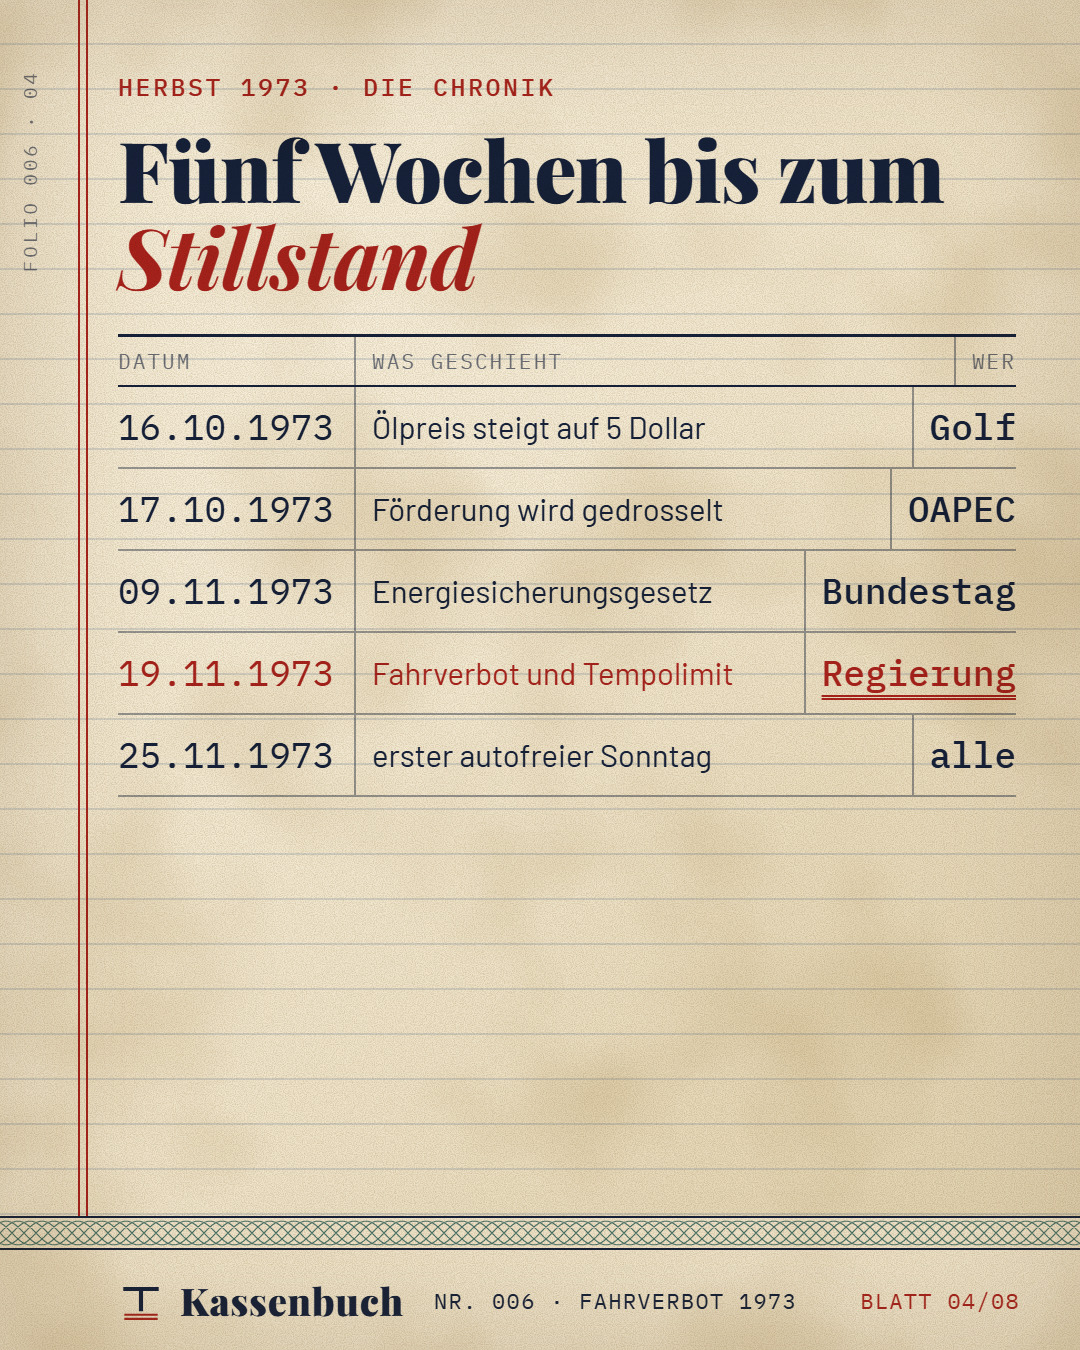 FOLIO 006 · 04
HERBST 1973 · DIE CHRONIK
Fünf Wochen bis zum
Stillstand
DATUM WAS GESCHIEHT WER
16.10.1973 Ölpreis steigt auf 5 Dollar Golf
17.10.1973 Förderung wird gedrosselt OAPEC
09.11.1973 Energiesicherungsgesetz Bundestag
19.11.1973 Fahrverbot und Tempolimit Regierung
25.11.1973 erster autofreier Sonntag alle
Kassenbuch NR. 006 · FAHRVERBOT 1973 BLATT 04/08